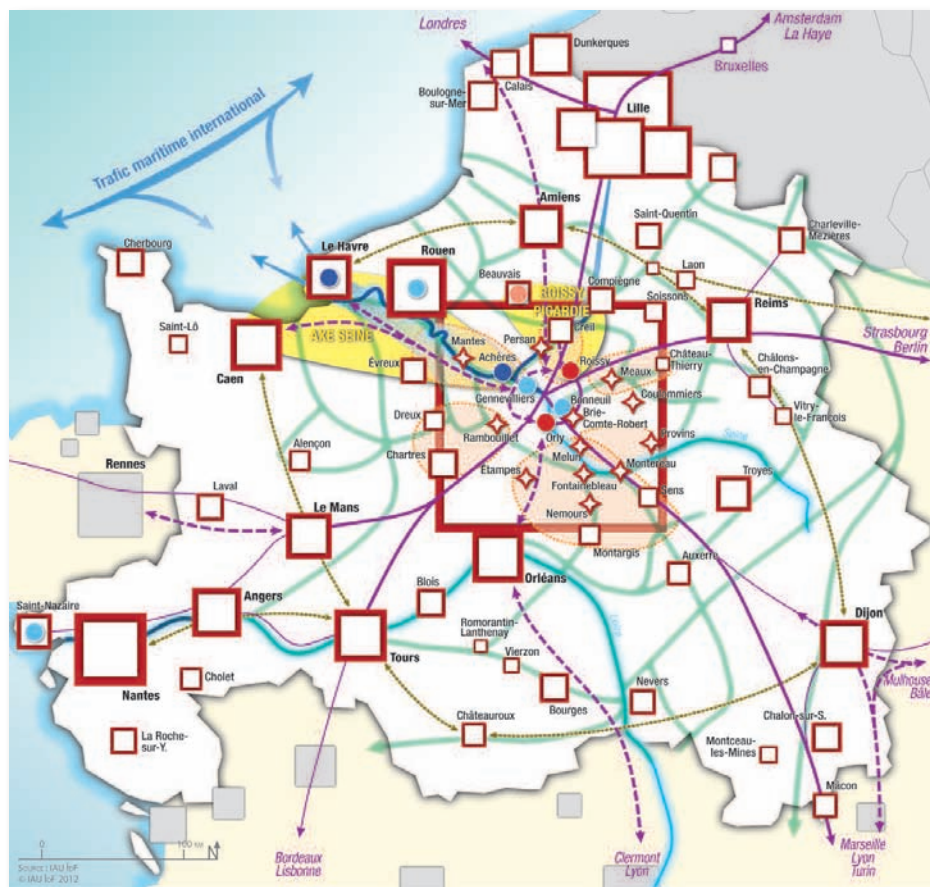 Londres
Amsterdam
La Haye
Bruxelles
Dunkerques
Calais
Boulogne-
sur-Mer
Lille
Trafic maritime international
Amiens
Saint-Quentin
Charleville-
Mézières
Cherbourg
Le Havre
Rouen
Beauvais
Compiègne
Laon
Soissons
Reims
ROISSY
PICARDIE
Creil
Strasbourg
Berlin
Saint-Lô
AXE SEINE
Mantes
Persan
Achères
Roissy
Meaux
Château-
Thierry
Châlons-
en-Champagne
Caen
Évreux
Gennevilliers
Bonneuil
Coulommiers
Brie-
Comte-Robert
Vitry-
le-François
Dreux
Rambouillet
Orly
Provins
Alençon
Chartres
Melun
Montereau
Seine
Rennes
Étampes
Fontainebleau
Troyes
Laval
Le Mans
Nemours
Sens
Montargis
Auxerre
Orléans
Saint-Nazaire
Angers
Blois
Loire
Dijon
Romorantin-
Lanthenay
Nantes
Cholet
Tours
Vierzon
Mulhouse
Bâle
Bourges
Nevers
La Roche-
sur-Y.
Châteauroux
Chalon-sur-S.
Montceau-
les-Mines
Mâcon
0 100 KM
N
Source : IAU îdF
© IAU îdF 2012
Bordeaux
Lisbonne
Clermont
Lyon
Marseille
Lyon
Turin